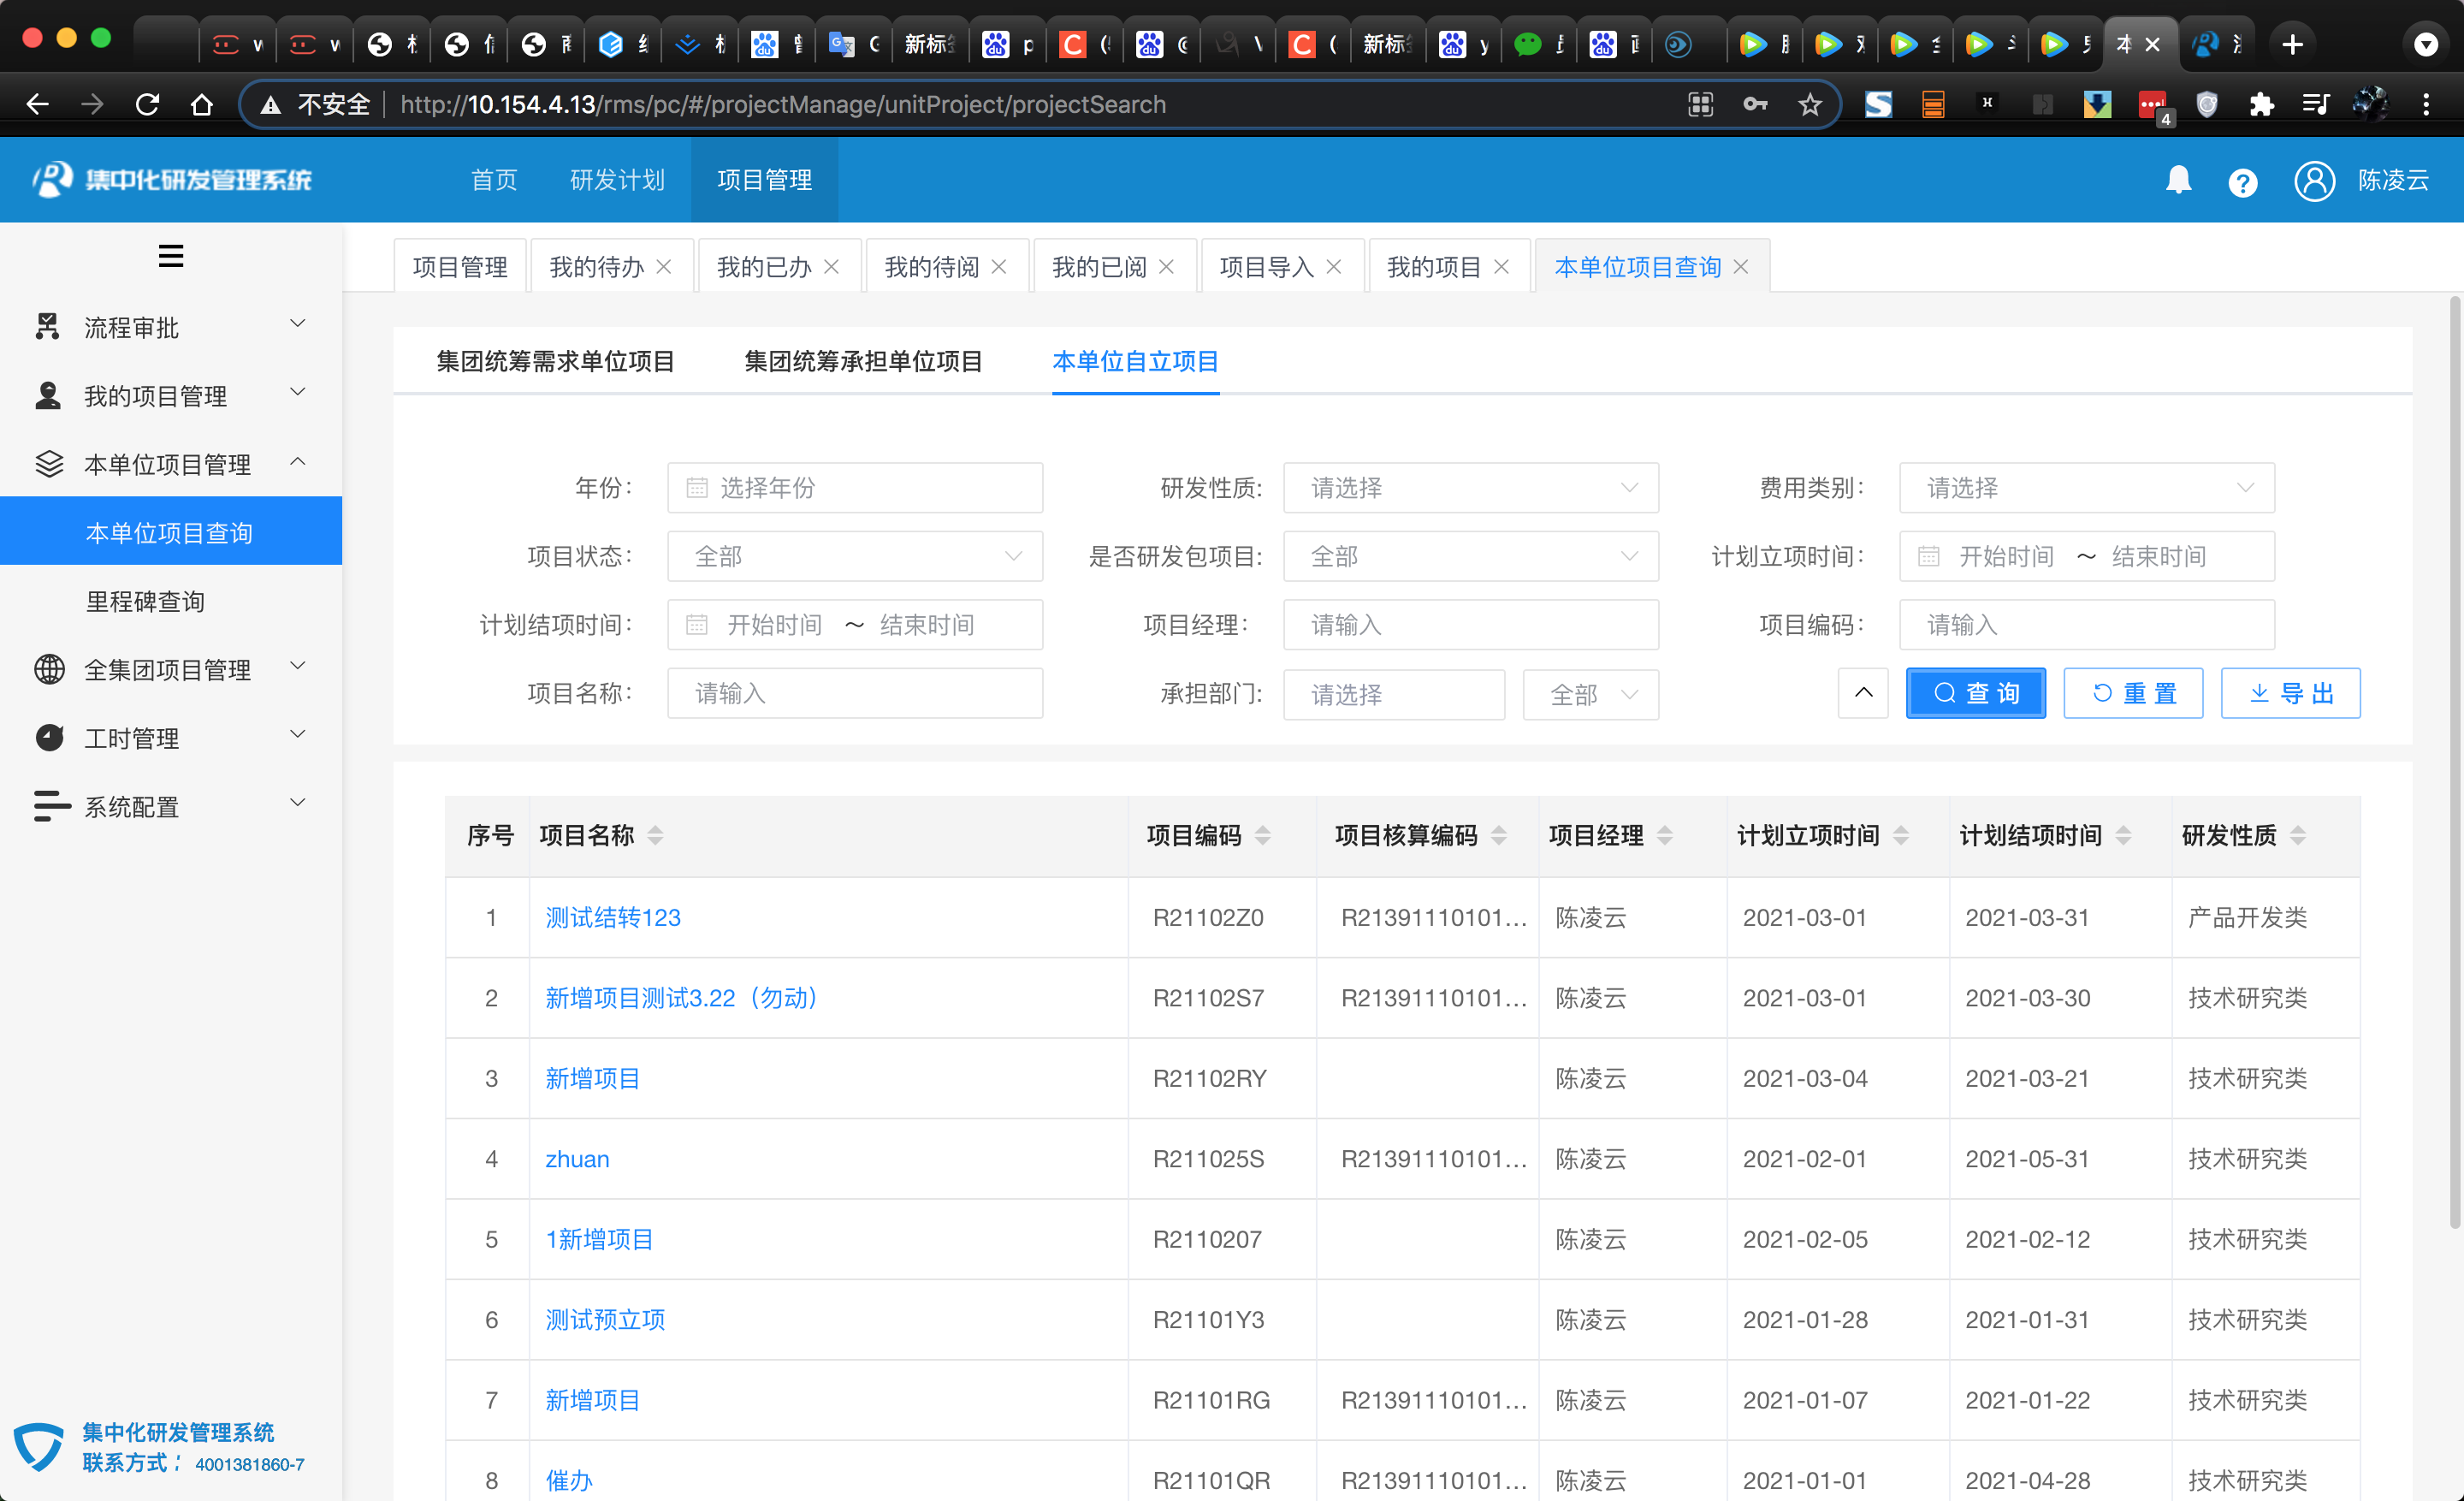 新标
新标
不安全 http://10.154.4.13/rms/pc/#/projectManage/unitProject/projectSearch
4
集中化研发管理系统 首页 研发计划 项目管理 陈凌云
项目管理 我的待办 我的已办 我的待阅 我的已阅 项目导入 我的项目 本单位项目查询
流程审批
我的项目管理
本单位项目管理
本单位项目查询
里程碑查询
全集团项目管理
工时管理
系统配置
集中化研发管理系统
联系方式: 4001381860-7
集团统筹需求单位项目 集团统筹承担单位项目 本单位自立项目
年份: 选择年份 研发性质: 请选择 费用类别: 请选择
项目状态: 全部 是否研发包项目: 全部 计划立项时间: 开始时间 ~ 结束时间
计划结项时间: 开始时间 ~ 结束时间 项目经理: 请输入 项目编码: 请输入
项目名称: 请输入 承担部门: 请选择 全部 查询 重置 导出
序号 项目名称 项目编码 项目核算编码 项目经理 计划立项时间 计划结项时间 研发性质
1 测试结转123 R21102Z0 R21391110101... 陈凌云 2021-03-01 2021-03-31 产品开发类
2 新增项目测试3.22（勿动） R21102S7 R21391110101... 陈凌云 2021-03-01 2021-03-30 技术研究类
3 新增项目 R21102RY 陈凌云 2021-03-04 2021-03-21 技术研究类
4 zhuan R211025S R21391110101... 陈凌云 2021-02-01 2021-05-31 技术研究类
5 1新增项目 R2110207 陈凌云 2021-02-05 2021-02-12 技术研究类
6 测试预立项 R21101Y3 陈凌云 2021-01-28 2021-01-31 技术研究类
7 新增项目 R21101RG R21391110101... 陈凌云 2021-01-07 2021-01-22 技术研究类
8 催办 R21101QR R21391110101... 陈凌云 2021-01-01 2021-04-28 技术研究类